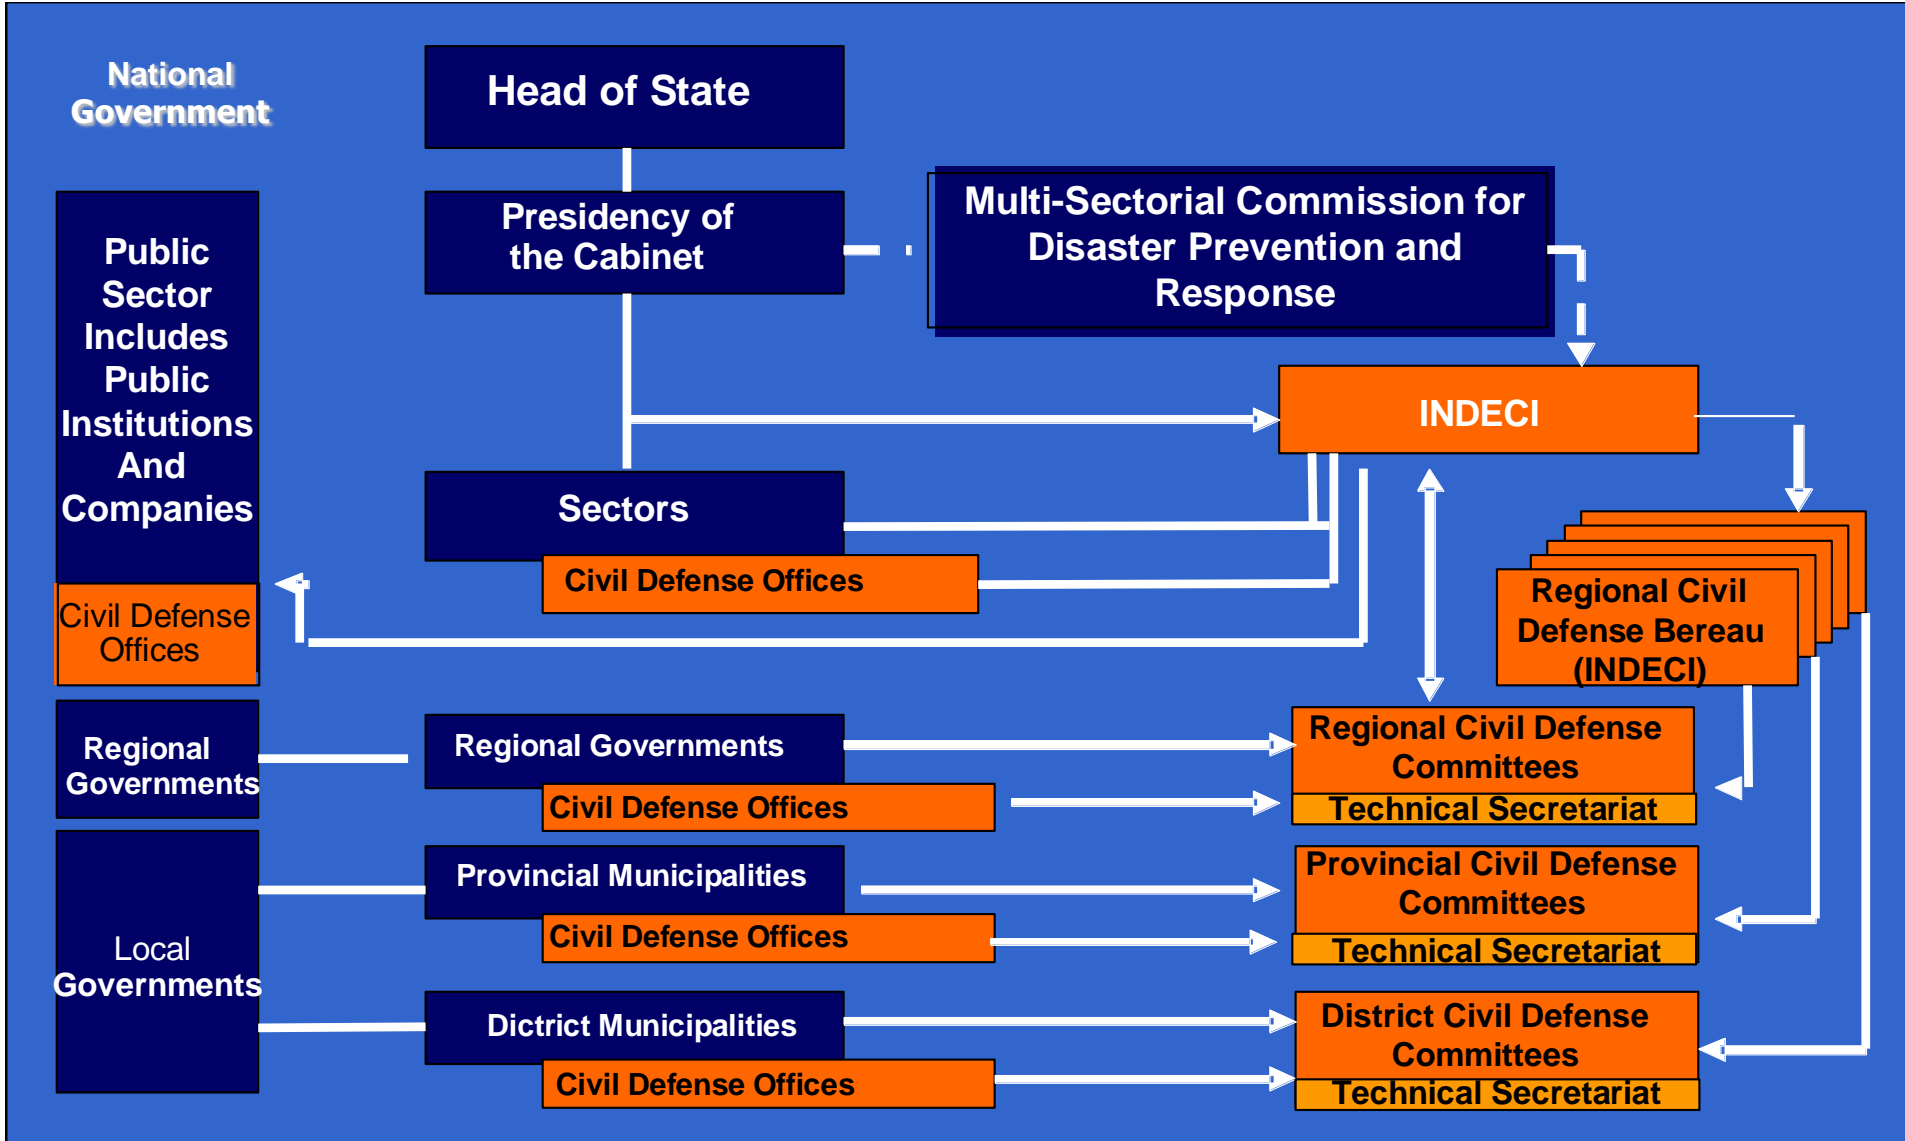 National
Government
Head of State
Presidency of
the Cabinet
Multi-Sectorial Commission for
Disaster Prevention and
Response
Public
Sector
Includes
Public
Institutions
And
Companies
Civil Defense
Offices
INDECI
Sectors
Civil Defense Offices
Regional Civil
Defense Bereau
(INDECI)
Regional
Governments
Regional Governments
Civil Defense Offices
Regional Civil Defense
Committees
Technical Secretariat
Local
Governments
Provincial Municipalities
Civil Defense Offices
Provincial Civil Defense
Committees
Technical Secretariat
Dictrict Municipalities
Civil Defense Offices
District Civil Defense
Committees
Technical Secretariat